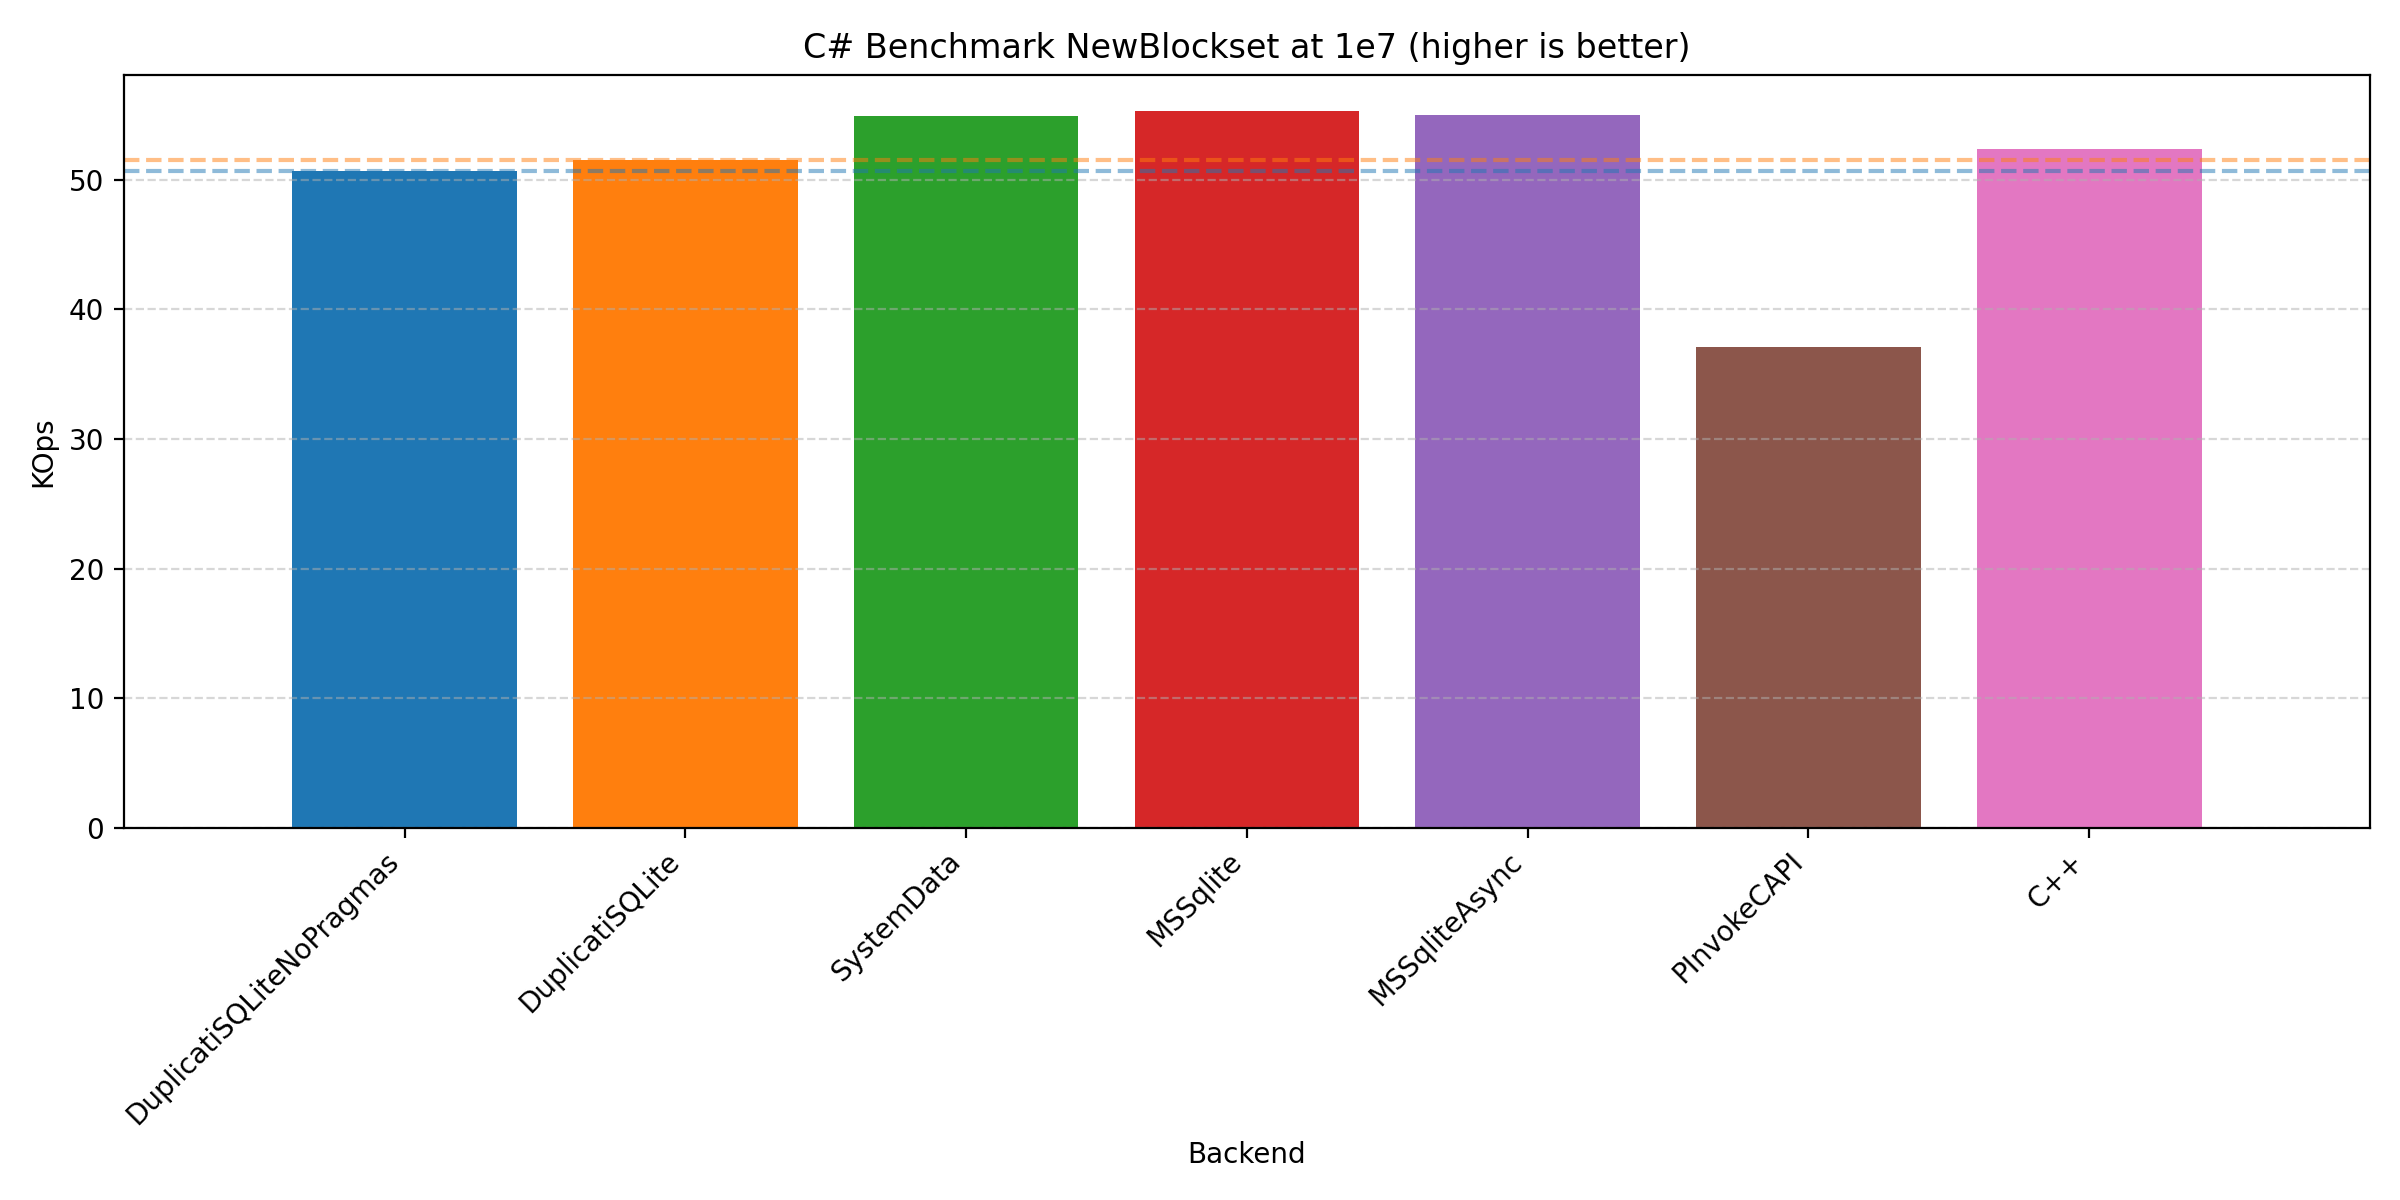 C# Benchmark NewBlockset at 1e7 (higher is better)
KOps
50
40
30
20
10
0
DuplicatiSQLiteNoPragmas
DuplicatiSQLite
SystemData
MSSqlite
MSSqliteAsync
PInvokeCAPI
C++
Backend